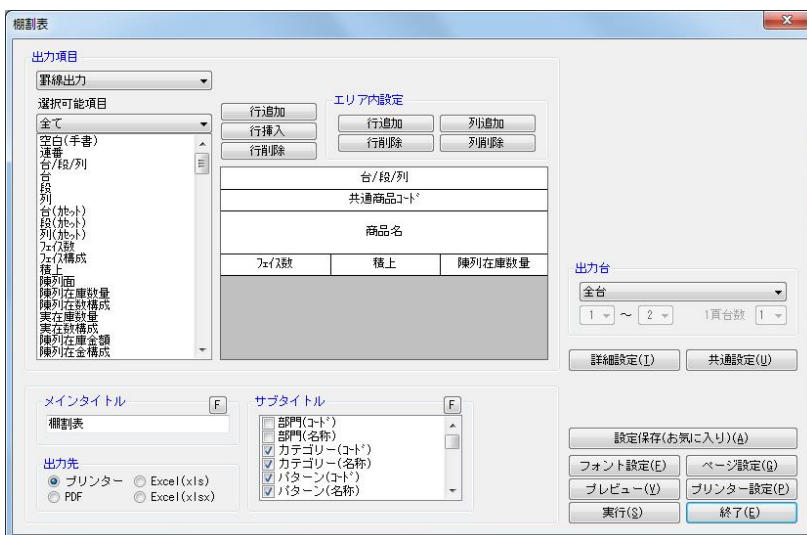 棚割表
出力項目
罫線出力
選択可能項目
全て
空白(手書)
連番
台/段/列
台
段
列
台(ｶｾｯﾄ)
段(ｶｾｯﾄ)
列(ｶｾｯﾄ)
ﾌｪｲｽ数
ﾌｪｲｽ構成
積上
陳列面
陳列在庫数量
陳列在数構成
実在庫数量
実在数構成
陳列在庫金額
陳列在金構成
行追加
行挿入
行削除
エリア内設定
行追加 列追加
行削除 列削除
台/段/列
共通商品ｺｰﾄﾞ
商品名
ﾌｪｲｽ数 積上 陳列在庫数量
出力台
全台
1 ～ 2 1頁台数 1
詳細設定(T) 共通設定(U)
メインタイトル F
棚割表
出力先
プリンター Excel(xls)
PDF Excel(xlsx)
サブタイトル F
部門(ｺｰﾄﾞ)
部門(名称)
カテゴリー(ｺｰﾄﾞ)
カテゴリー(名称)
パターン(ｺｰﾄﾞ)
パターン(名称)
設定保存(お気に入り)(A)
フォント設定(F) ページ設定(G)
プレビュー(V) プリンター設定(P)
実行(S) 終了(E)